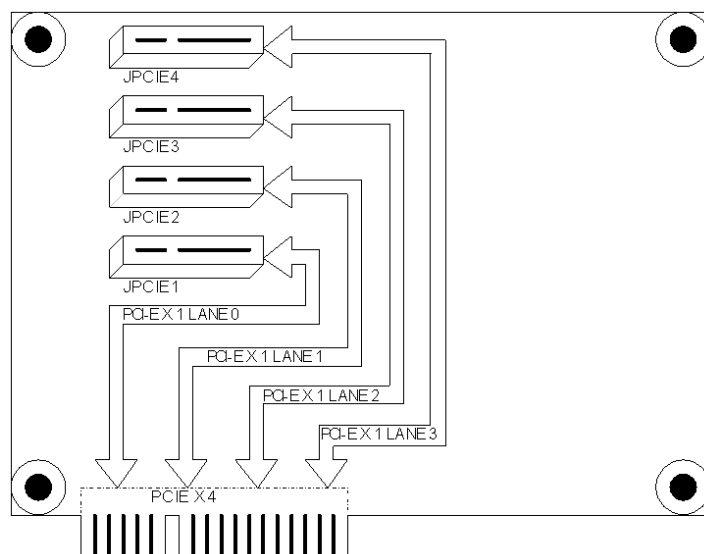 JPCIE4
JPCIE3
JPCIE2
JPCIE1
PCI-E X 1 LANE 0
PCI-E X 1 LANE 1
PCI-E X 1 LANE 2
PCI-E X 1 LANE 3
PCIE X4